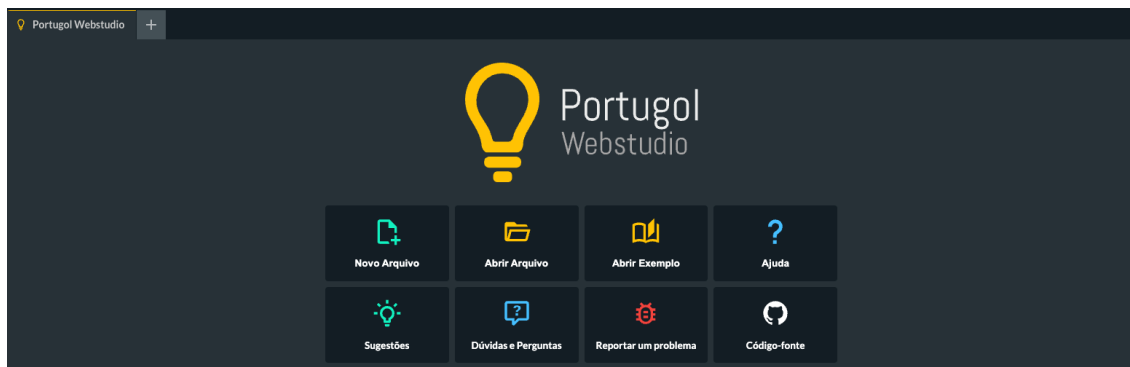 Portugol Webstudio
+
Portugol
Webstudio
Novo Arquivo
Abrir Arquivo
Abrir Exemplo
?
Ajuda
Sugestões
?
Dúvidas e Perguntas
Reportar um problema
Código-fonte